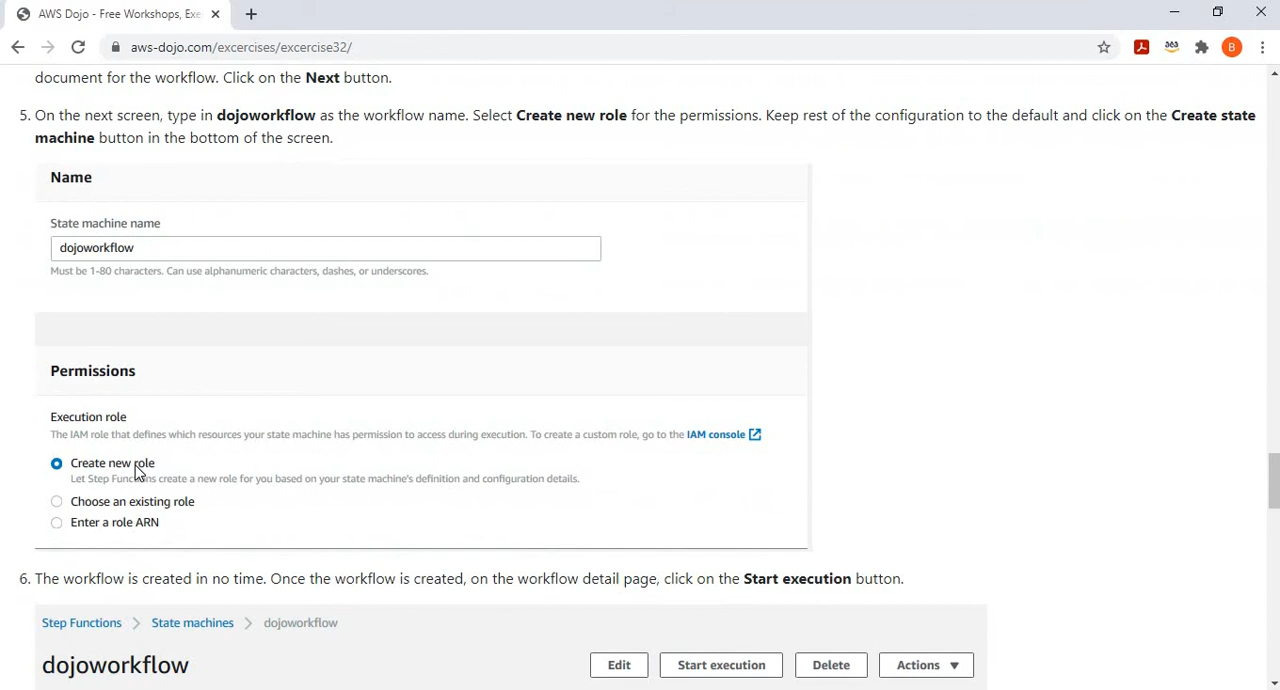 AWS Dojo - Free Workshops, Exe
aws-dojo.com/excercises/excercise32/
B
document for the workflow. Click on the Next button.
5. On the next screen, type in dojoworkflow as the workflow name. Select Create new role for the permissions. Keep rest of the configuration to the default and click on the Create state
machine button in the bottom of the screen.
Name
State machine name
dojoworkflow
Must be 1-80 characters. Can use alphanumeric characters, dashes, or underscores.
Permissions
Execution role
The IAM role that defines which resources your state machine has permission to access during execution. To create a custom role, go to the IAM console
Create new role
Let Step Functions create a new role for you based on your state machine's definition and configuration details.
Choose an existing role
Enter a role ARN
6. The workflow is created in no time. Once the workflow is created, on the workflow detail page, click on the Start execution button.
Step Functions > State machines > dojoworkflow
dojoworkflow Edit Start execution Delete Actions